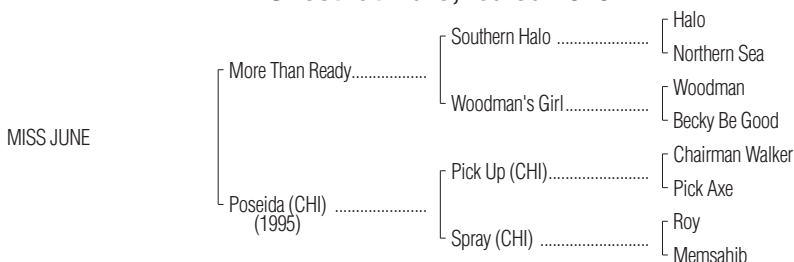 Halo
Southern Halo ......................
Northern Sea
More Than Ready..................
Woodman
Woodman's Girl....................
Becky Be Good
MISS JUNE
Chairman Walker
Pick Up (CHI)........................
Pick Axe
Poseida (CHI) ......................
(1995)
Roy
Spray (CHI) ..........................
Memsahib